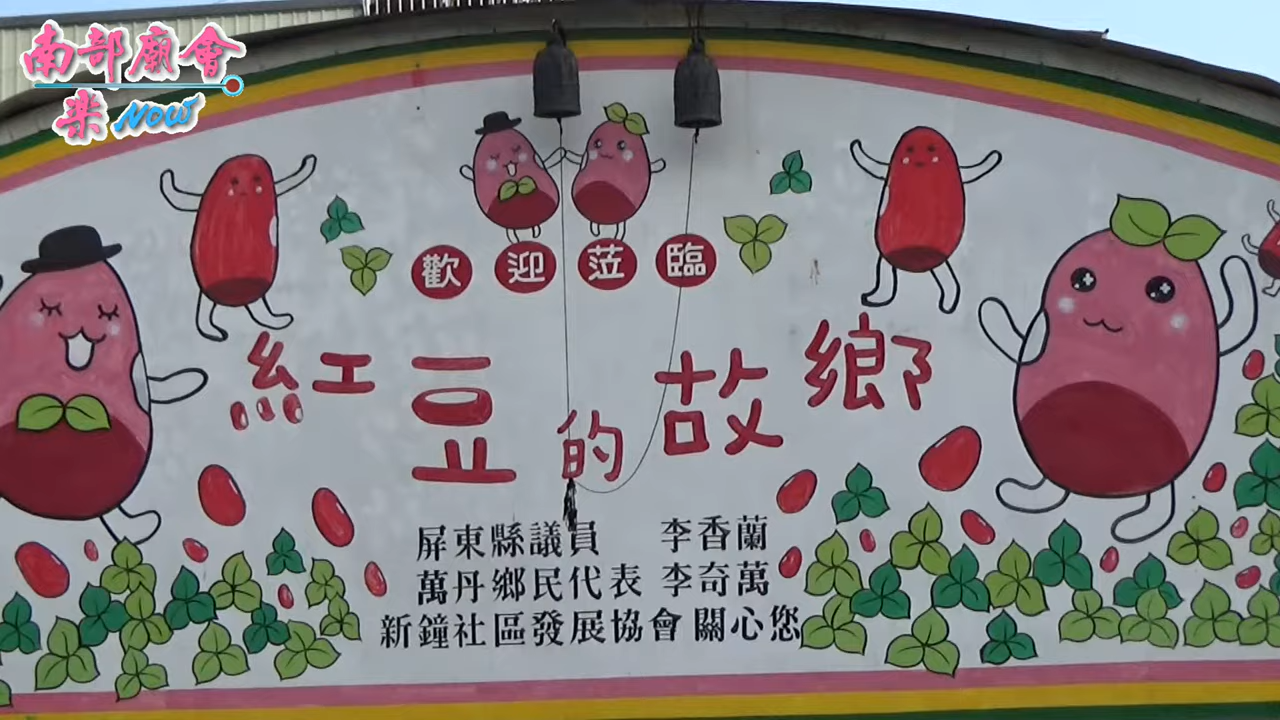 南部廟會
樂 NOW
歡迎蒞臨
紅豆的故鄉
屏東縣議員 李香蘭
萬丹鄉民代表 李奇萬
新鐘社區發展協會 關心您